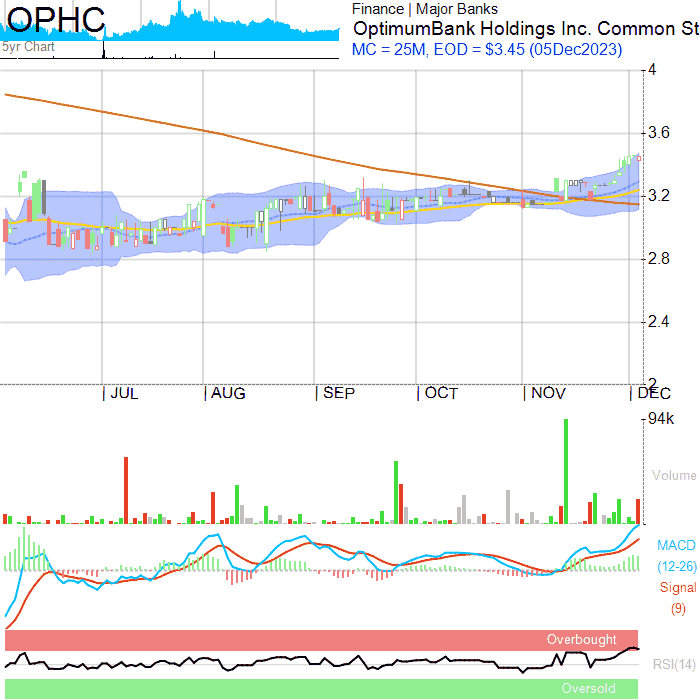 OPHC
Finance | Major Banks
OptimumBank Holdings Inc. Common St
5yr Chart
MC = 25M, EOD = $3.45 (05Dec2023)
4
3.6
3.2
2.8
2.4
2
JUL AUG SEP OCT NOV DEC
94k
Volume
MACD
(12-26)
Signal
(9)
Overbought
RSI(14)
Oversold